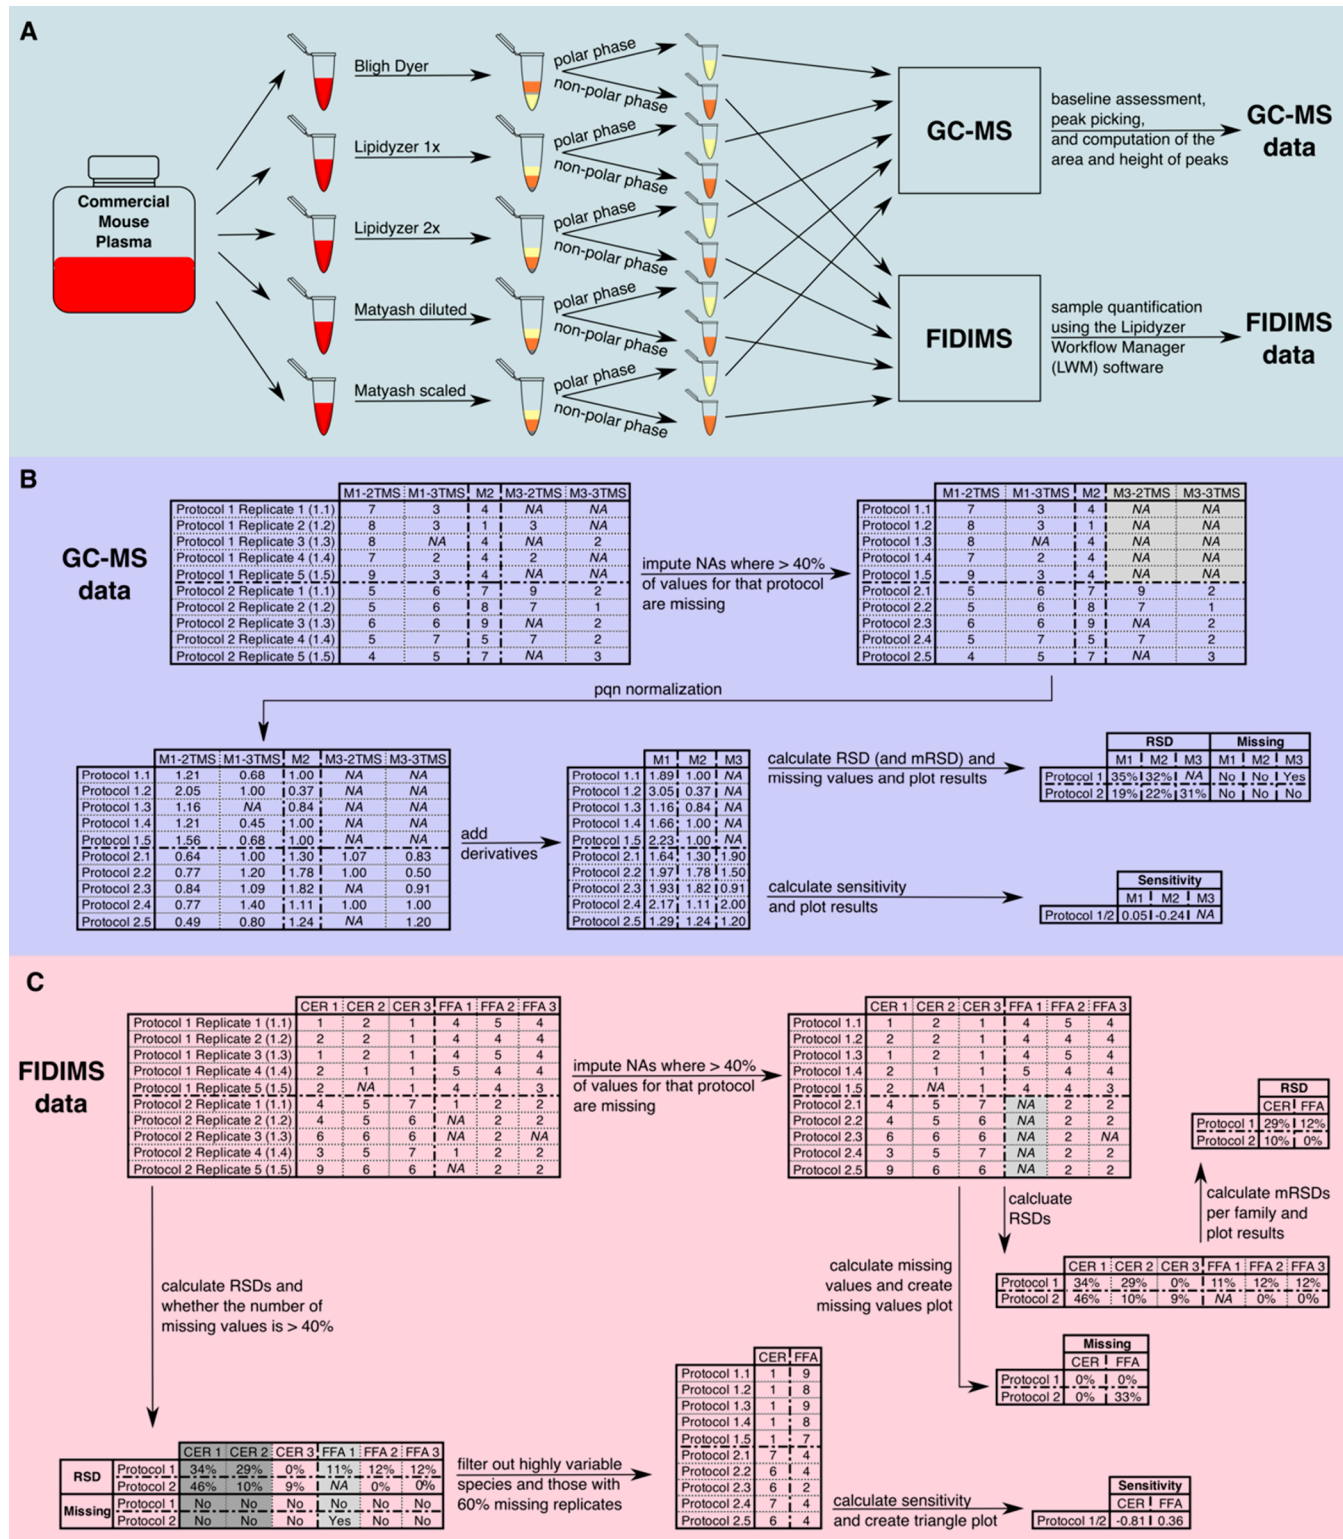 A
Commercial
Mouse
Plasma
Bligh Dyer
Lipidyzer 1x
Lipidyzer 2x
Matyash diluted
Matyash scaled
polar phase
non-polar phase
polar phase
non-polar phase
polar phase
non-polar phase
polar phase
non-polar phase
polar phase
non-polar phase
GC-MS
FIDIMS
baseline assessment,
peak picking,
and computation of the
area and height of peaks
GC-MS
data
sample quantification
using the Lipidyzer
Workflow Manager
(LWM) software
FIDIMS
data
B
GC-MS
data
M1-2TMS M1-3TMS M2 M3-2TMS M3-3TMS
Protocol 1 Replicate 1 (1.1) 7 3 4 NA NA
Protocol 1 Replicate 2 (1.2) 8 3 1 3 NA
Protocol 1 Replicate 3 (1.3) 8 NA 4 NA 2
Protocol 1 Replicate 4 (1.4) 7 2 4 2 NA
Protocol 1 Replicate 5 (1.5) 9 3 4 NA NA
Protocol 2 Replicate 1 (1.1) 5 6 7 9 2
Protocol 2 Replicate 2 (1.2) 5 6 8 7 1
Protocol 2 Replicate 3 (1.3) 6 6 9 NA 2
Protocol 2 Replicate 4 (1.4) 5 7 5 7 2
Protocol 2 Replicate 5 (1.5) 4 5 7 NA 3
impute NAs where > 40%
of values for that protocol
are missing
M1-2TMS M1-3TMS M2 M3-2TMS M3-3TMS
Protocol 1.1 7 3 4 NA NA
Protocol 1.2 8 3 1 NA NA
Protocol 1.3 8 NA 4 NA NA
Protocol 1.4 7 2 4 NA NA
Protocol 1.5 9 3 4 NA NA
Protocol 2.1 5 6 7 9 2
Protocol 2.2 5 6 8 7 1
Protocol 2.3 6 6 9 NA 2
Protocol 2.4 5 7 5 7 2
Protocol 2.5 4 5 7 NA 3
pqn normalization
M1-2TMS M1-3TMS M2 M3-2TMS M3-3TMS
Protocol 1.1 1.21 0.68 1.00 NA NA
Protocol 1.2 2.05 1.00 0.37 NA NA
Protocol 1.3 1.16 NA 0.84 NA NA
Protocol 1.4 1.21 0.45 1.00 NA NA
Protocol 1.5 1.56 0.68 1.00 NA NA
Protocol 2.1 0.64 1.00 1.30 1.07 0.83
Protocol 2.2 0.77 1.20 1.78 1.00 0.50
Protocol 2.3 0.84 1.09 1.82 NA 0.91
Protocol 2.4 0.77 1.40 1.11 1.00 1.00
Protocol 2.5 0.49 0.80 1.24 NA 1.20
add
derivatives
M1 M2 M3
Protocol 1.1 1.89 1.00 NA
Protocol 1.2 3.05 0.37 NA
Protocol 1.3 1.16 0.84 NA
Protocol 1.4 1.66 1.00 NA
Protocol 1.5 2.23 1.00 NA
Protocol 2.1 1.64 1.30 1.90
Protocol 2.2 1.97 1.78 1.50
Protocol 2.3 1.93 1.82 0.91
Protocol 2.4 2.17 1.11 2.00
Protocol 2.5 1.29 1.24 1.20
calculate RSD (and mRSD) and
missing values and plot results
RSD Missing
M1 M2 M3 M1 M2 M3
Protocol 1 35% 32% NA No No Yes
Protocol 2 19% 22% 31% No No No
calculate sensitivity
and plot results
Sensitivity
M1 M2 M3
Protocol 1/2 0.05 -0.24 NA
C
FIDIMS
data
CER 1 CER 2 CER 3 FFA 1 FFA 2 FFA 3
Protocol 1 Replicate 1 (1.1) 1 2 1 4 5 4
Protocol 1 Replicate 2 (1.2) 2 2 1 4 4 4
Protocol 1 Replicate 3 (1.3) 1 2 1 4 5 4
Protocol 1 Replicate 4 (1.4) 2 1 1 5 4 4
Protocol 1 Replicate 5 (1.5) 2 NA 1 4 4 3
Protocol 2 Replicate 1 (1.1) 4 5 7 1 2 2
Protocol 2 Replicate 2 (1.2) 4 5 6 NA 2 2
Protocol 2 Replicate 3 (1.3) 6 6 6 NA 2 NA
Protocol 2 Replicate 4 (1.4) 3 5 7 1 2 2
Protocol 2 Replicate 5 (1.5) 9 6 6 NA 2 2
impute NAs where > 40%
of values for that protocol
are missing
CER 1 CER 2 CER 3 FFA 1 FFA 2 FFA 3
Protocol 1.1 1 2 1 4 5 4
Protocol 1.2 2 2 1 4 4 4
Protocol 1.3 1 2 1 4 5 4
Protocol 1.4 2 1 1 5 4 4
Protocol 1.5 2 NA 1 4 4 3
Protocol 2.1 4 5 7 NA 2 2
Protocol 2.2 4 5 6 NA 2 2
Protocol 2.3 6 6 6 NA 2 NA
Protocol 2.4 3 5 7 NA 2 2
Protocol 2.5 9 6 6 NA 2 2
RSD
CER FFA
Protocol 1 29% 12%
Protocol 2 10% 0%
calculate mRSDs
per family and
plot results
calcluate
RSDs
CER 1 CER 2 CER 3 FFA 1 FFA 2 FFA 3
Protocol 1 34% 29% 0% 11% 12% 12%
Protocol 2 46% 10% 9% NA 0% 0%
calculate missing
values and create
missing values plot
Missing
CER FFA
Protocol 1 0% 0%
Protocol 2 0% 33%
calculate RSDs and
whether the number of
missing values is > 40%
CER 1 CER 2 CER 3 FFA 1 FFA 2 FFA 3
RSD Protocol 1 34% 29% 0% 11% 12% 12%
Protocol 2 46% 10% 9% NA 0% 0%
Missing Protocol 1 No No No No No No
Protocol 2 No No No Yes No No
filter out highly variable
species and those with
60% missing replicates
CER FFA
Protocol 1.1 1 9
Protocol 1.2 1 8
Protocol 1.3 1 9
Protocol 1.4 1 8
Protocol 1.5 1 7
Protocol 2.1 7 4
Protocol 2.2 6 4
Protocol 2.3 6 2
Protocol 2.4 7 4
Protocol 2.5 6 4
calculate sensitivity
and create triangle plot
Sensitivity
CER FFA
Protocol 1/2 -0.81 0.36